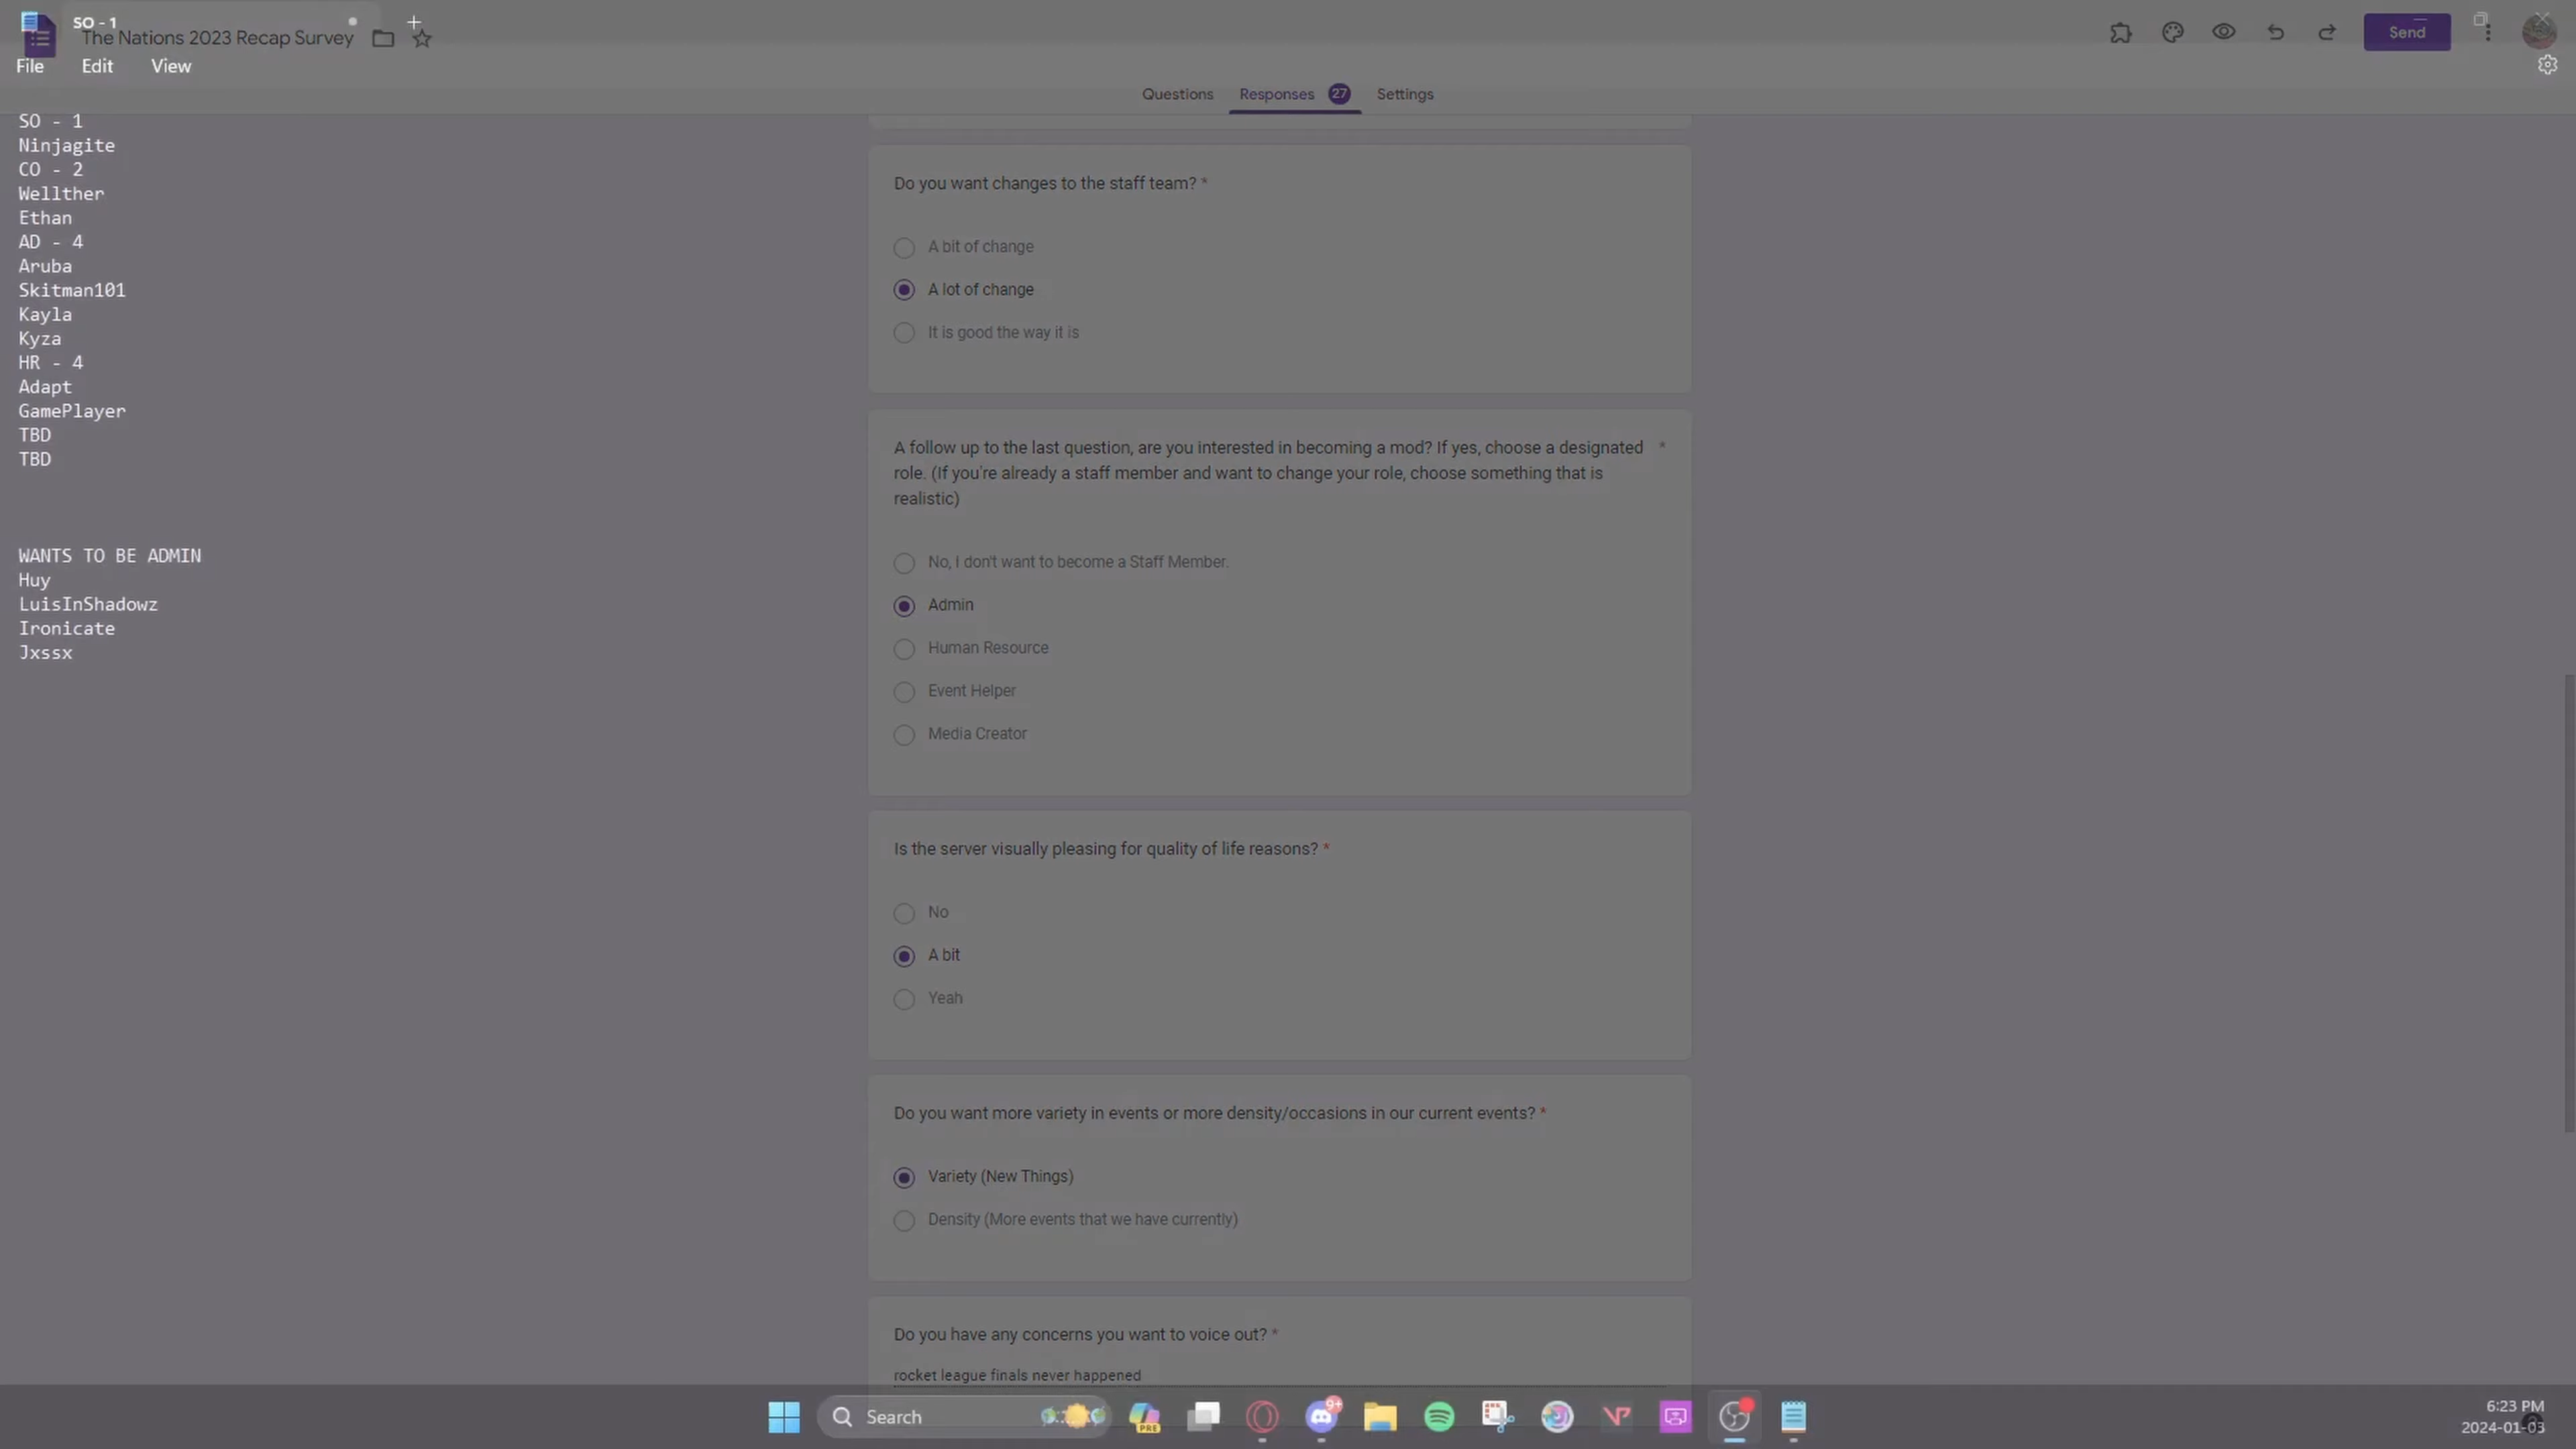 SO - 1
The Nations 2023 Recap Survey
Send
File Edit View
Questions Responses 27 Settings
SO - 1
Ninjagite
CO - 2
Wellther
Ethan
AD - 4
Aruba
Skitman101
Kayla
Kyza
HR - 4
Adapt
GamePlayer
TBD
TBD
WANTS TO BE ADMIN
Huy
LuisInShadowz
Ironicate
Jxssx
Do you want changes to the staff team? *
A bit of change
A lot of change
It is good the way it is
A follow up to the last question, are you interested in becoming a mod? If yes, choose a designated *
role. (If you're already a staff member and want to change your role, choose something that is
realistic)
No, I don't want to become a Staff Member.
Admin
Human Resource
Event Helper
Media Creator
Is the server visually pleasing for quality of life reasons? *
No
A bit
Yeah
Do you want more variety in events or more density/occasions in our current events? *
Variety (New Things)
Density (More events that we have currently)
Do you have any concerns you want to voice out? *
rocket league finals never happened
Search
PRE
9+
6:23 PM
2024-01-03